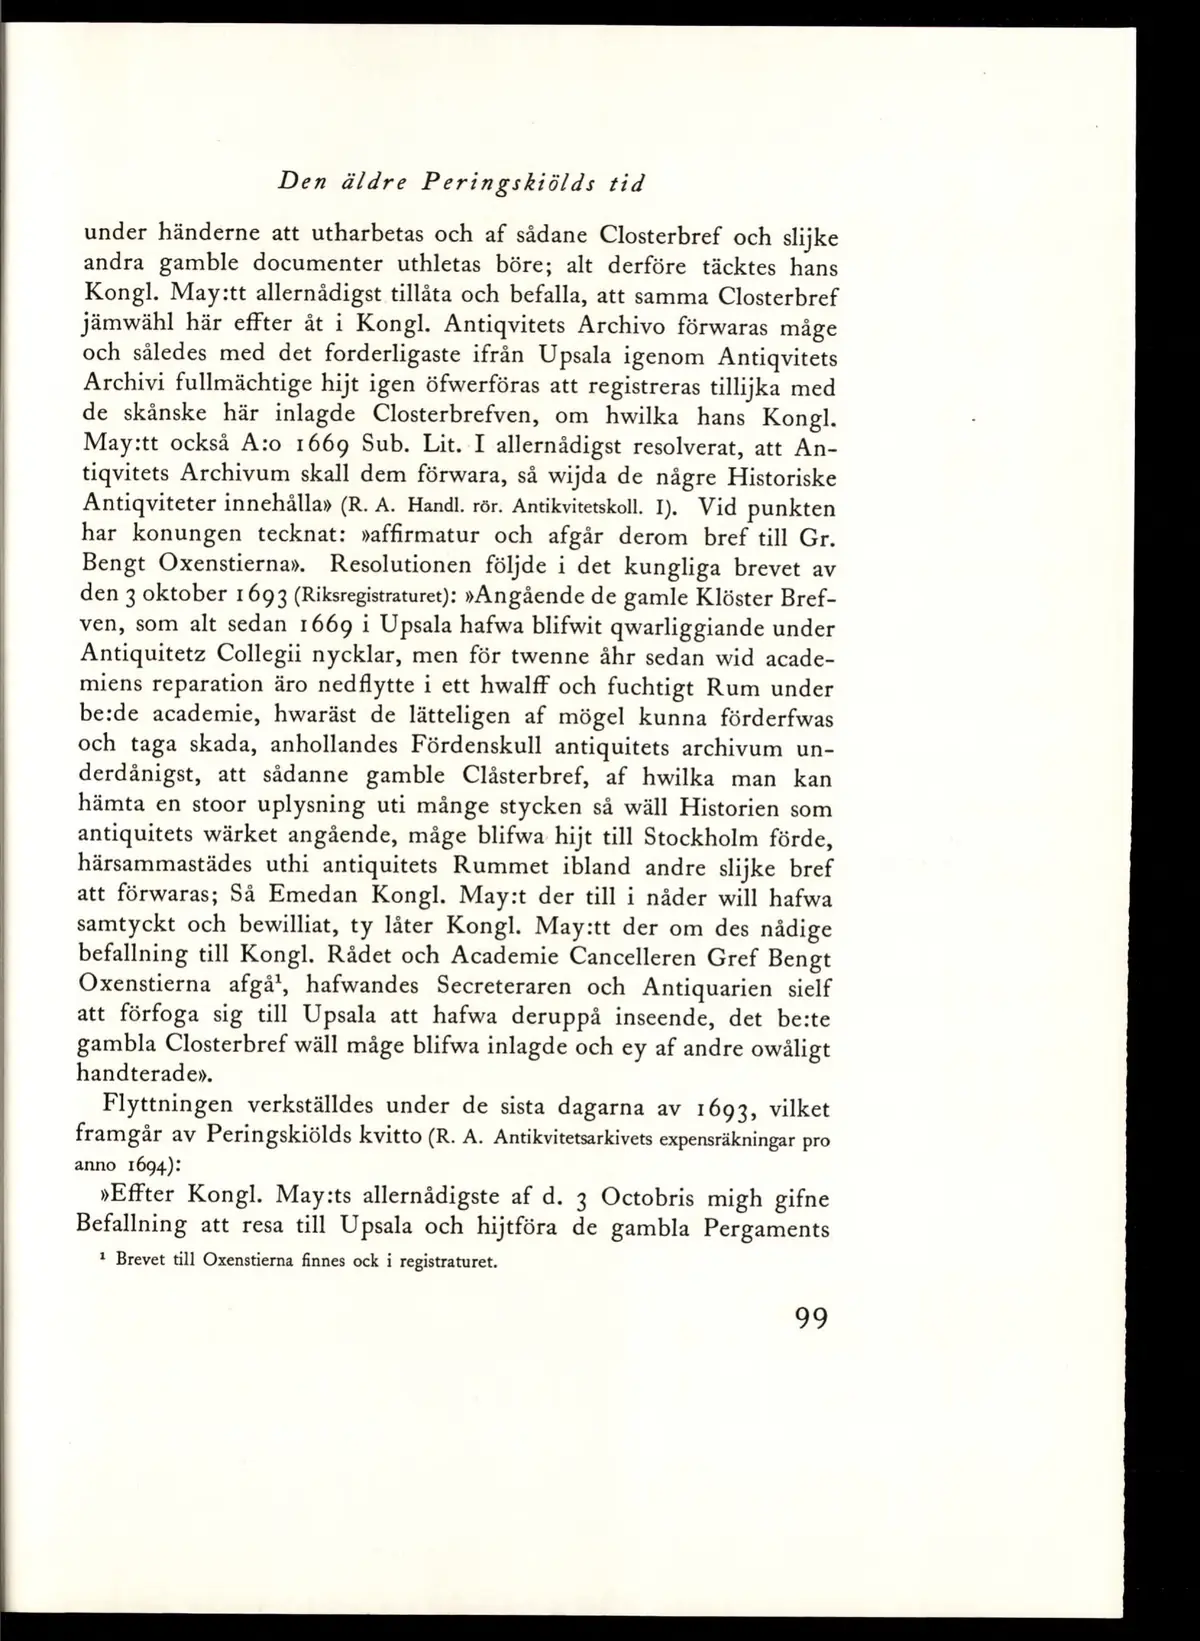 Den äldre Peringskiölds tid
under händerne att utharbetas och af sådane Closterbref och slijke
andra gamble documenter uthletas böre; alt derföre täcktes hans
Kongl. May:tt allernådigst tillåta och befalla, att samma Closterbref
jämwähl här effter åt i Kongl. Antiqvitets Archivo förwaras måge
och således med det forderligaste ifrån Upsala igenom Antiqvitets
Archivi fullmächtige hijt igen öfwerföras att registreras tillijka med
de skånske här inlagde Closterbrefven, om hwilka hans Kongl.
May:tt också A:o 1669 Sub. Lit. I allernådigst resolverat, att An-
tiqvitets Archivum skall dem förwara, så wijda de några Historiske
Antiqviteter innehålla» (R. A. Handl. rör. Antikvitetskoll. I). Vid punkten
har konungen tecknat: »affirmatur och afgår derom bref till Gr.
Bengt Oxenstierna». Resolutionen följde i det kungliga brevet av
den 3 oktober 1693 (Riksregistraturet): »Angående de gamle Klöster Bref-
ven, som alt sedan 1669 i Upsala hafwa blifwit qwarliggiande under
Antiquitetz Collegii nycklar, men för twenne åhr sedan wid acade-
miens reparation äro nedflytte i ett hwalff och fuchtigt Rum under
be:de academie, hwaräst de lätteligen af mögel kunna förderfwas
och taga skada, anhollandes Fördenskull antiquitets archivum un-
derdånigst, att sådanne gamble Clåsterbref, af hwilka man kan
hämta en stoor uplysning uti månge stycken så wäll Historien som
antiquitets wärket angående, måge blifwa hijt till Stockholm förde,
härsammastädes uthi antiquitets Rummet ibland andre slijke bref
att förwaras; Så Emedan Kongl. May:t der till i nåder will hafwa
samtyckt och bewilliat, ty låter Kongl. May:tt der om des nådige
befallning till Kongl. Rådet och Academie Cancelleren Gref Bengt
Oxenstierna afgå¹, hafwandes Secreteraren och Antiquarien sielf
att förfoga sig till Upsala att hafwa deruppå inseende, det be:te
gambla Closterbref wäll måge blifwa inlagde och ey af andre owåligt
handterade».
Flyttningen verkställdes under de sista dagarna av 1693, vilket
framgår av Peringskiölds kvitto (R. A. Antikvitetsarkivets expensräkningar pro
anno 1694):
»Effter Kongl. May:ts allernådigste af d. 3 Octobris migh gifne
Befallning att resa till Upsala och hijtföra de gambla Pergaments
¹ Brevet till Oxenstierna finnes ock i registraturet.
99